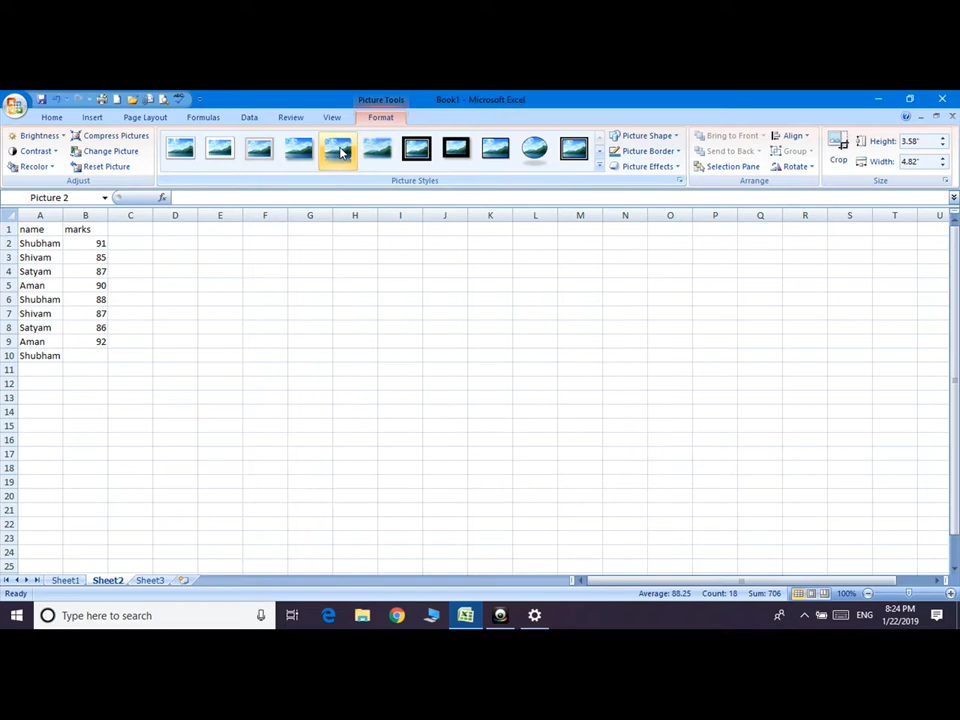 Picture Tools Book1 - Microsoft Excel
Home Insert Page Layout Formulas Data Review View Format
Brightness Compress Pictures Picture Shape Bring to Front Align Height: 3.58"
Contrast Change Picture Picture Border Send to Back Group Width: 4.82"
Recolor Reset Picture Picture Effects Selection Pane Rotate Crop
Adjust Picture Styles Arrange Size
Picture 2 fx
A B C D E F G H I J K L M N O P Q R S T U
1 name marks
2 Shubham 91
3 Shivam 85
4 Satyam 87
5 Aman 90
6 Shubham 88
7 Shivam 87
8 Satyam 86
9 Aman 92
10 Shubham
11
12
13
14
15
16
17
18
19
20
21
22
23
24
25
Sheet1 Sheet2 Sheet3
Ready Average: 88.25 Count: 18 Sum: 706 100%
Type here to search ENG 8:24 PM
1/22/2019